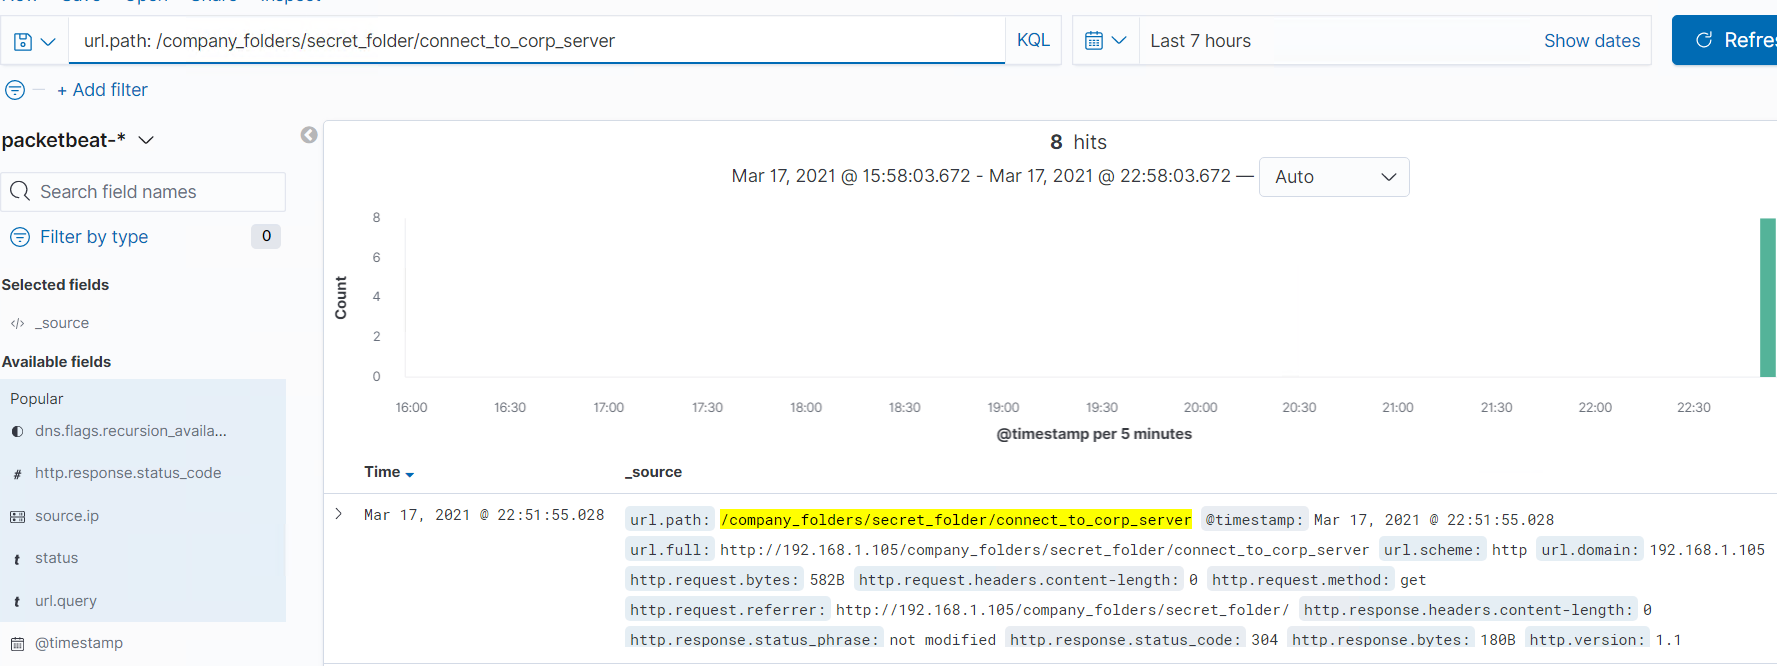 New Save Open Share Inspect
url.path: /company_folders/secret_folder/connect_to_corp_server KQL Last 7 hours Show dates Refres
+ Add filter
packetbeat-*
8 hits
Mar 17, 2021 @ 15:58:03.672 - Mar 17, 2021 @ 22:58:03.672 — Auto
Search field names
Filter by type 0
Selected fields
</> _source
Available fields
Popular
dns.flags.recursion_availa...
# http.response.status_code
source.ip
t status
t url.query
@timestamp
Count
8
6
4
2
0
16:00 16:30 17:00 17:30 18:00 18:30 19:00 19:30 20:00 20:30 21:00 21:30 22:00 22:30
@timestamp per 5 minutes
Time _source
Mar 17, 2021 @ 22:51:55.028
url.path: /company_folders/secret_folder/connect_to_corp_server @timestamp: Mar 17, 2021 @ 22:51:55.028
url.full: http://192.168.1.105/company_folders/secret_folder/connect_to_corp_server url.scheme: http url.domain: 192.168.1.105
http.request.bytes: 582B http.request.headers.content-length: 0 http.request.method: get
http.request.referrer: http://192.168.1.105/company_folders/secret_folder/ http.response.headers.content-length: 0
http.response.status_phrase: not modified http.response.status_code: 304 http.response.bytes: 180B http.version: 1.1